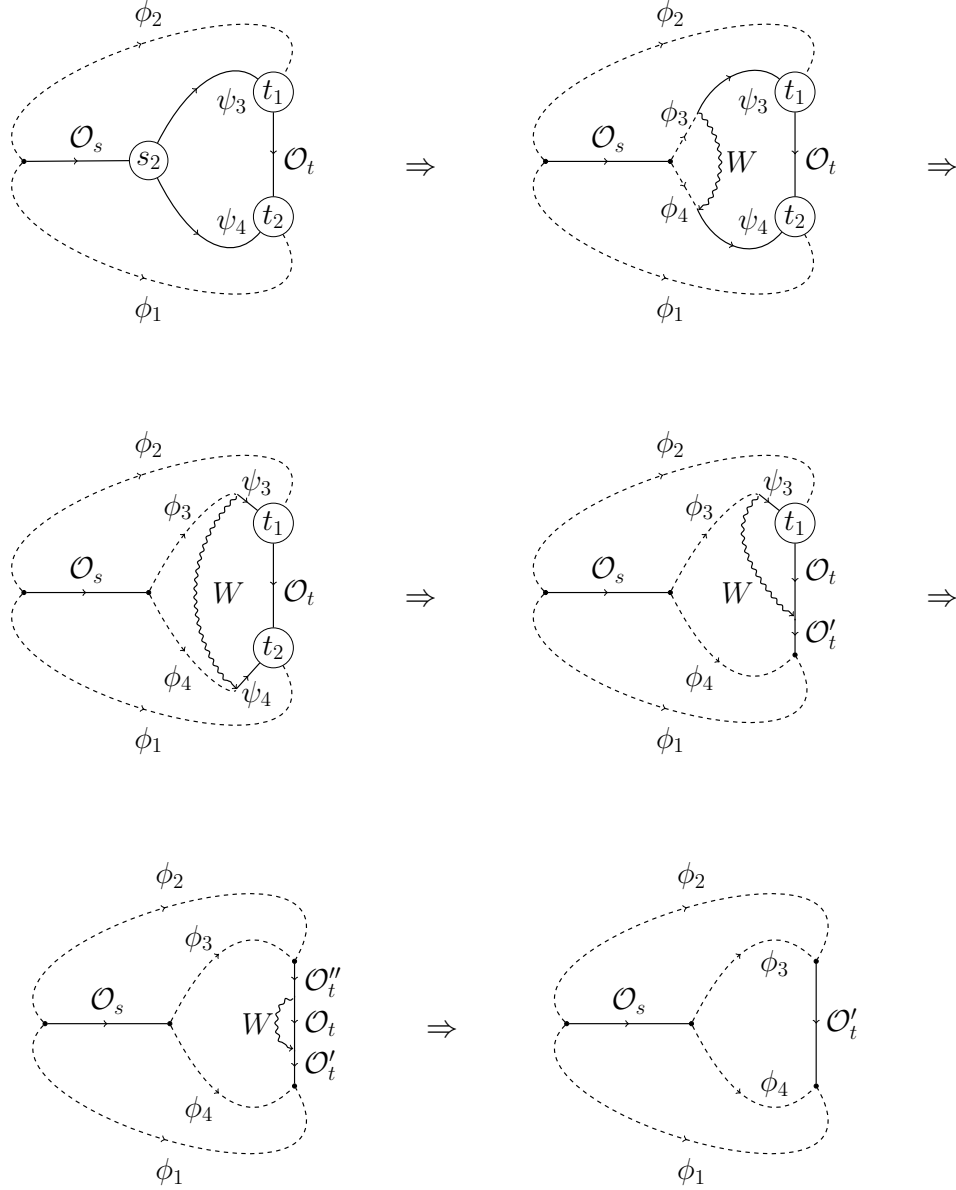 ϕ₂
𝒪ₛ s₂ ψ₃ t₁ 𝒪ₜ ψ₄ t₂
ϕ₁
⇒
ϕ₂
𝒪ₛ ϕ₃ ϕ₄ W ψ₃ t₁ 𝒪ₜ ψ₄ t₂
ϕ₁
⇒
ϕ₂
𝒪ₛ ϕ₃ ϕ₄ W ψ₃ t₁ 𝒪ₜ t₂ ψ₄
ϕ₁
⇒
ϕ₂
𝒪ₛ ϕ₃ ϕ₄ W ψ₃ t₁ 𝒪ₜ 𝒪′ₜ
ϕ₁
⇒
ϕ₂
𝒪ₛ ϕ₃ ϕ₄ W 𝒪″ₜ 𝒪ₜ 𝒪′ₜ
ϕ₁
⇒
ϕ₂
𝒪ₛ ϕ₃ ϕ₄ 𝒪′ₜ
ϕ₁